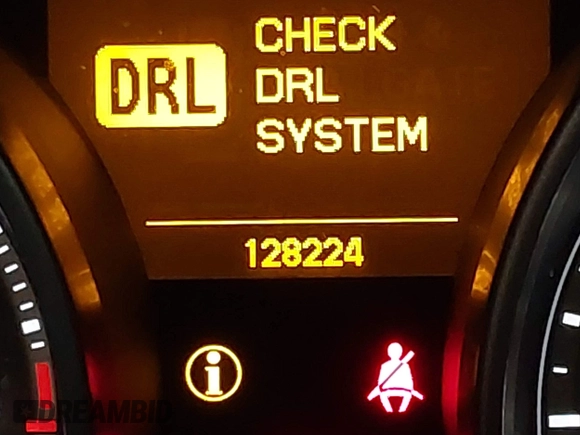 DRL
CHECK
DRL
SYSTEM
128224
DREAMBID